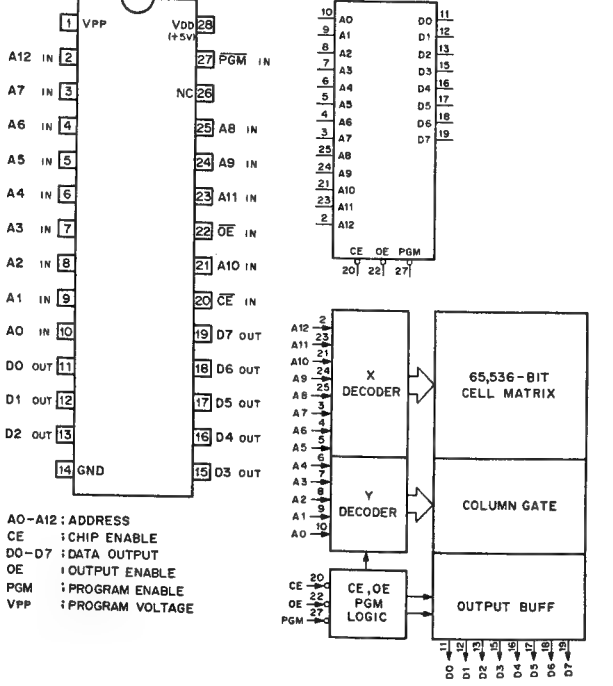 1 VPP VDD 28
(+5V)
A12 IN 2 27 PGM IN
A7 IN 3 NC 26
A6 IN 4 25 A8 IN
A5 IN 5 24 A9 IN
A4 IN 6 23 A11 IN
A3 IN 7 22 OE IN
A2 IN 8 21 A10 IN
A1 IN 9 20 CE IN
A0 IN 10 19 D7 OUT
D0 OUT 11 18 D6 OUT
D1 OUT 12 17 D5 OUT
D2 OUT 13 16 D4 OUT
14 GND 15 D3 OUT
A0-A12 : ADDRESS
CE : CHIP ENABLE
D0-D7 : DATA OUTPUT
OE : OUTPUT ENABLE
PGM : PROGRAM ENABLE
VPP : PROGRAM VOLTAGE
10 A0 D0 11
9 A1 D1 12
8 A2 D2 13
7 A3 D3 15
6 A4 D4 16
5 A5 D5 17
4 A6 D6 18
3 A7 D7 19
25 A8
24 A9
21 A10
23 A11
2 A12
CE OE PGM
20 22 27
A12 2
A11 23
A10 21
A9 24
A8 25
A7 3
A6 4
A5 5
A4 6
A3 7
A2 8
A1 9
A0 10
X
DECODER
65,536-BIT
CELL MATRIX
Y
DECODER
COLUMN GATE
CE 20
OE 22
PGM 27
CE, OE
PGM
LOGIC
OUTPUT BUFF
11 12 13 15 16 17 18 19
D0 D1 D2 D3 D4 D5 D6 D7